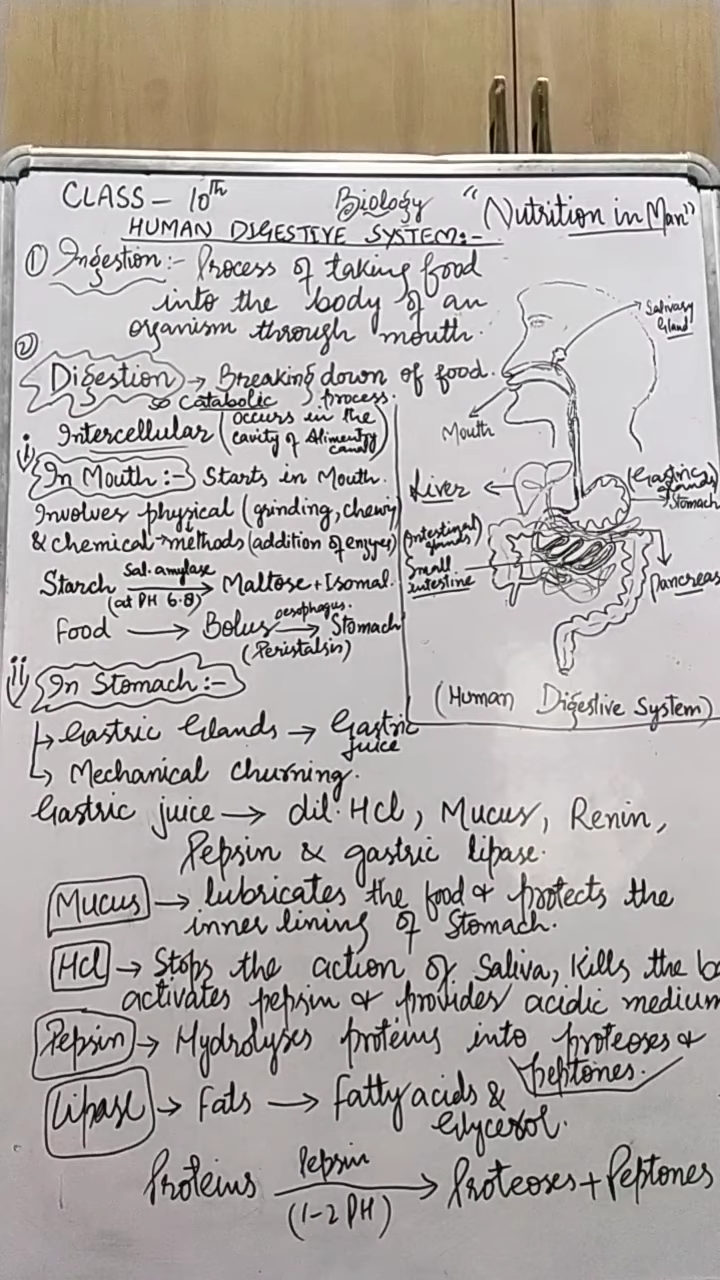 CLASS - 10th Biology "Nutrition in Man"
HUMAN DIGESTIVE SYSTEM:-
① Ingestion:- Process of taking food
into the body of an
organism through mouth.
② Digestion → Breaking down of food.
so catabolic process.
Intercellular (occurs in the
cavity of Alimentry
canal)
i In Mouth:- Starts in Mouth.
Involves physical (grinding, chewing)
& chemical → methods (addition of enzyes)
Starch Sal. amylase (at PH 6.8) → Maltose + Isomal.
Food → Bolus oesophagus. → Stomach
(Peristalsis)
Salivary
Gland
Mouth
Liver
(Gastric
glands)
Stomach
(intestinal
glands)
Small
intestine
Pancreas
(Human Digestive System)
ii In Stomach:-
→ Gastric Glands → Gastric
juice
→ Mechanical churning.
Gastric juice → dil. Hcl, Mucus, Renin,
Pepsin & gastric lipase.
Mucus → lubricates the food & protects the
inner lining of Stomach.
Hcl → Stops the action of Saliva, kills the
activates pepsin & provides acidic medium
Pepsin → Hydrolyses proteins into proteoses &
peptones.
Lipase → Fats → Fatty acids &
Glycerol.
Proteins Pepsin (1-2 PH) → Proteoses + Peptones